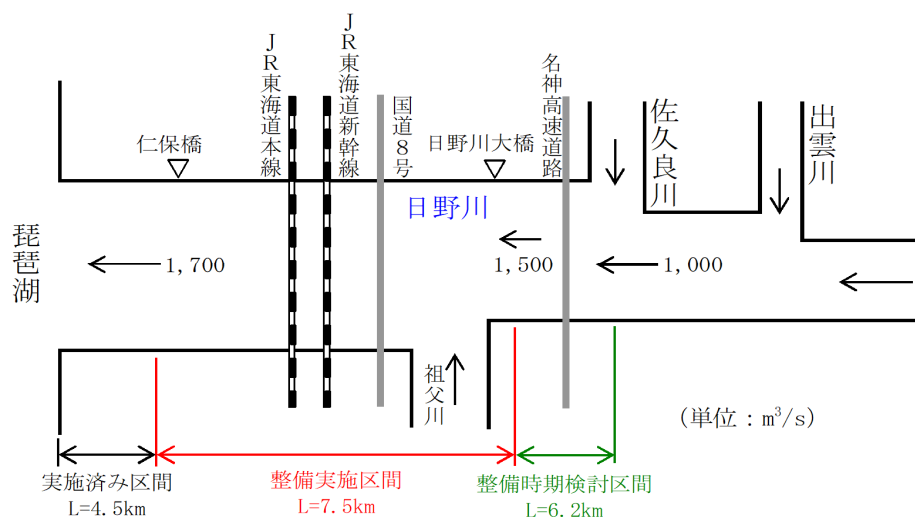 JR東海道本線
JR東海道新幹線
国道8号
名神高速道路
佐久良川
出雲川
仁保橋
日野川大橋
日野川
琵琶湖
1,700
1,500
1,000
祖父川
(単位：m³/s)
実施済み区間
L=4.5km
整備実施区間
L=7.5km
整備時期検討区間
L=6.2km